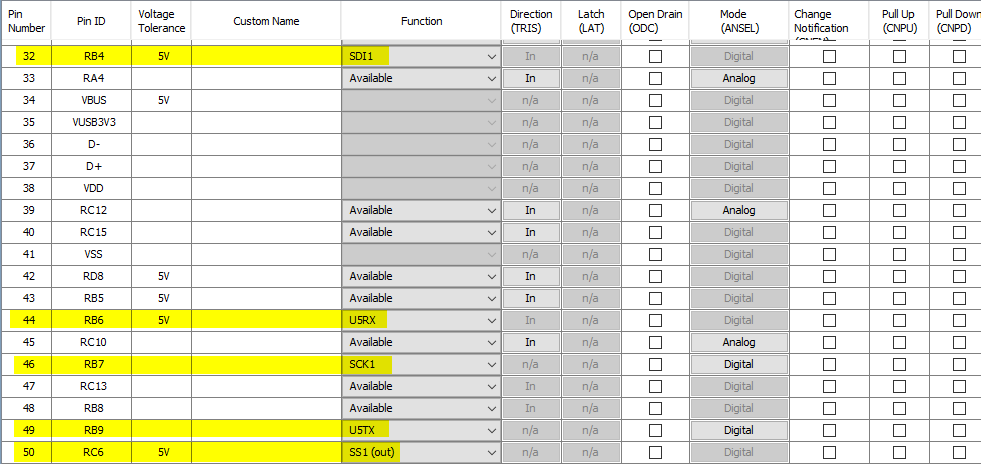 Pin Number Pin ID Voltage Tolerance Custom Name Function Direction (TRIS) Latch (LAT) Open Drain (ODC) Mode (ANSEL) Change Notification Pull Up (CNPU) Pull Down (CNPD)
32 RB4 5V SDI1 In n/a Digital
33 RA4 Available In n/a Analog
34 VBUS 5V n/a n/a Digital
35 VUSB3V3 n/a n/a Digital
36 D- n/a n/a Digital
37 D+ n/a n/a Digital
38 VDD n/a n/a Digital
39 RC12 Available In n/a Analog
40 RC15 Available In n/a Digital
41 VSS n/a n/a Digital
42 RD8 5V Available In n/a Digital
43 RB5 5V Available In n/a Digital
44 RB6 5V U5RX In n/a Digital
45 RC10 Available In n/a Analog
46 RB7 SCK1 n/a n/a Digital
47 RC13 Available In n/a Digital
48 RB8 Available In n/a Digital
49 RB9 U5TX n/a n/a Digital
50 RC6 5V SS1 (out) n/a n/a Digital